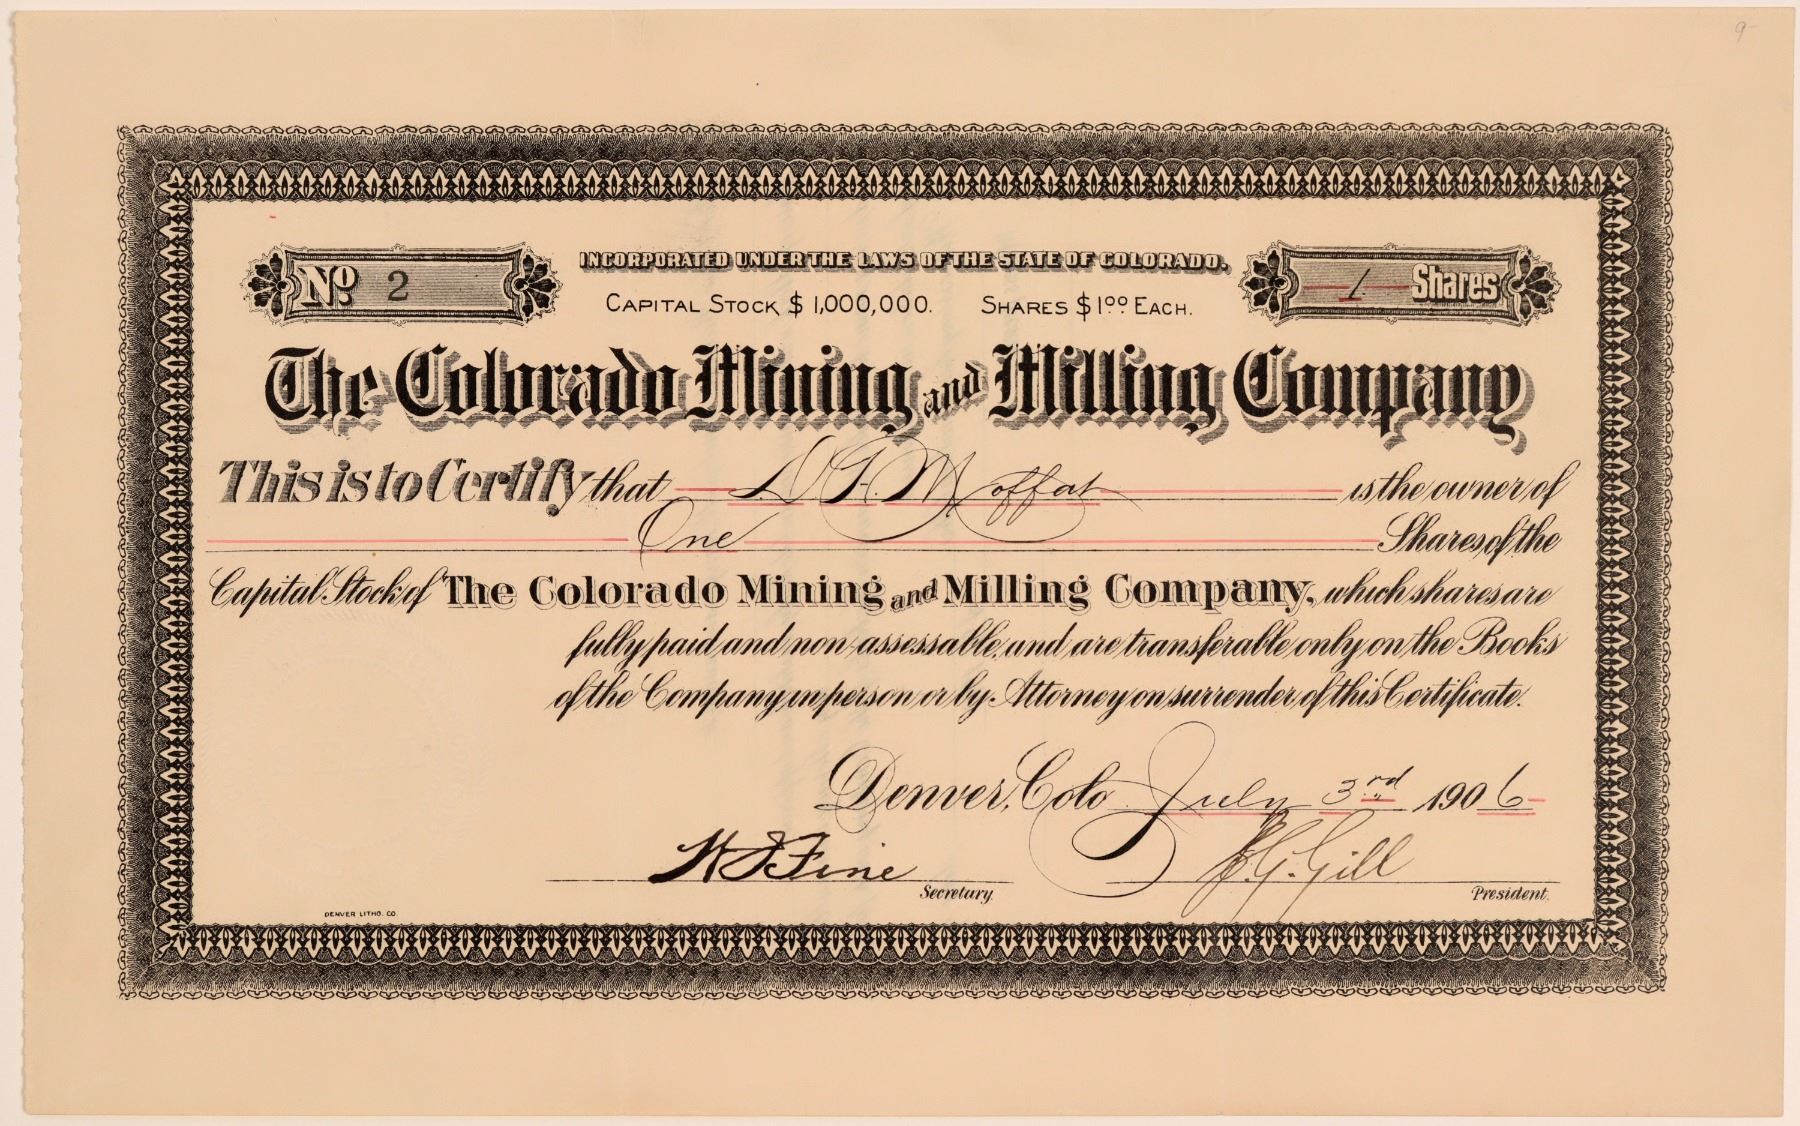 9-
No. 2
INCORPORATED UNDER THE LAWS OF THE STATE OF COLORADO.
1 Shares
CAPITAL STOCK $1,000,000. SHARES $1.00 EACH.
The Colorado Mining and Milling Company
This is to Certify that D. H. Moffat is the owner of
One Shares of the
Capital Stock of The Colorado Mining and Milling Company, which shares are
fully paid and non-assessable, and are transferable only on the Books
of the Company in person or by Attorney on surrender of this Certificate.
Denver, Colo July 3rd 1906
Fine
Secretary.
Gill
President.
DENVER LITHO. CO.